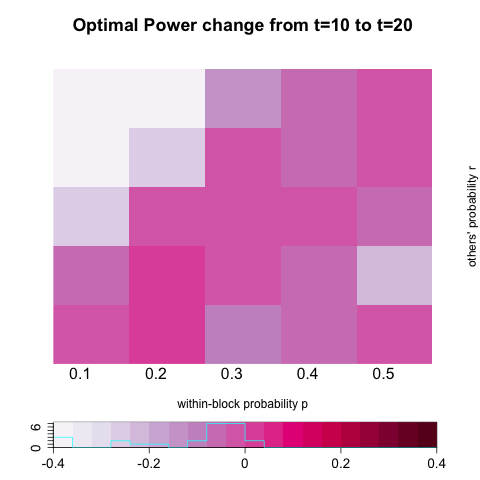 Optimal Power change from t=10 to t=20
others' probability r
0.1 0.2 0.3 0.4 0.5
within-block probability p
0 6
-0.4 -0.2 0 0.2 0.4